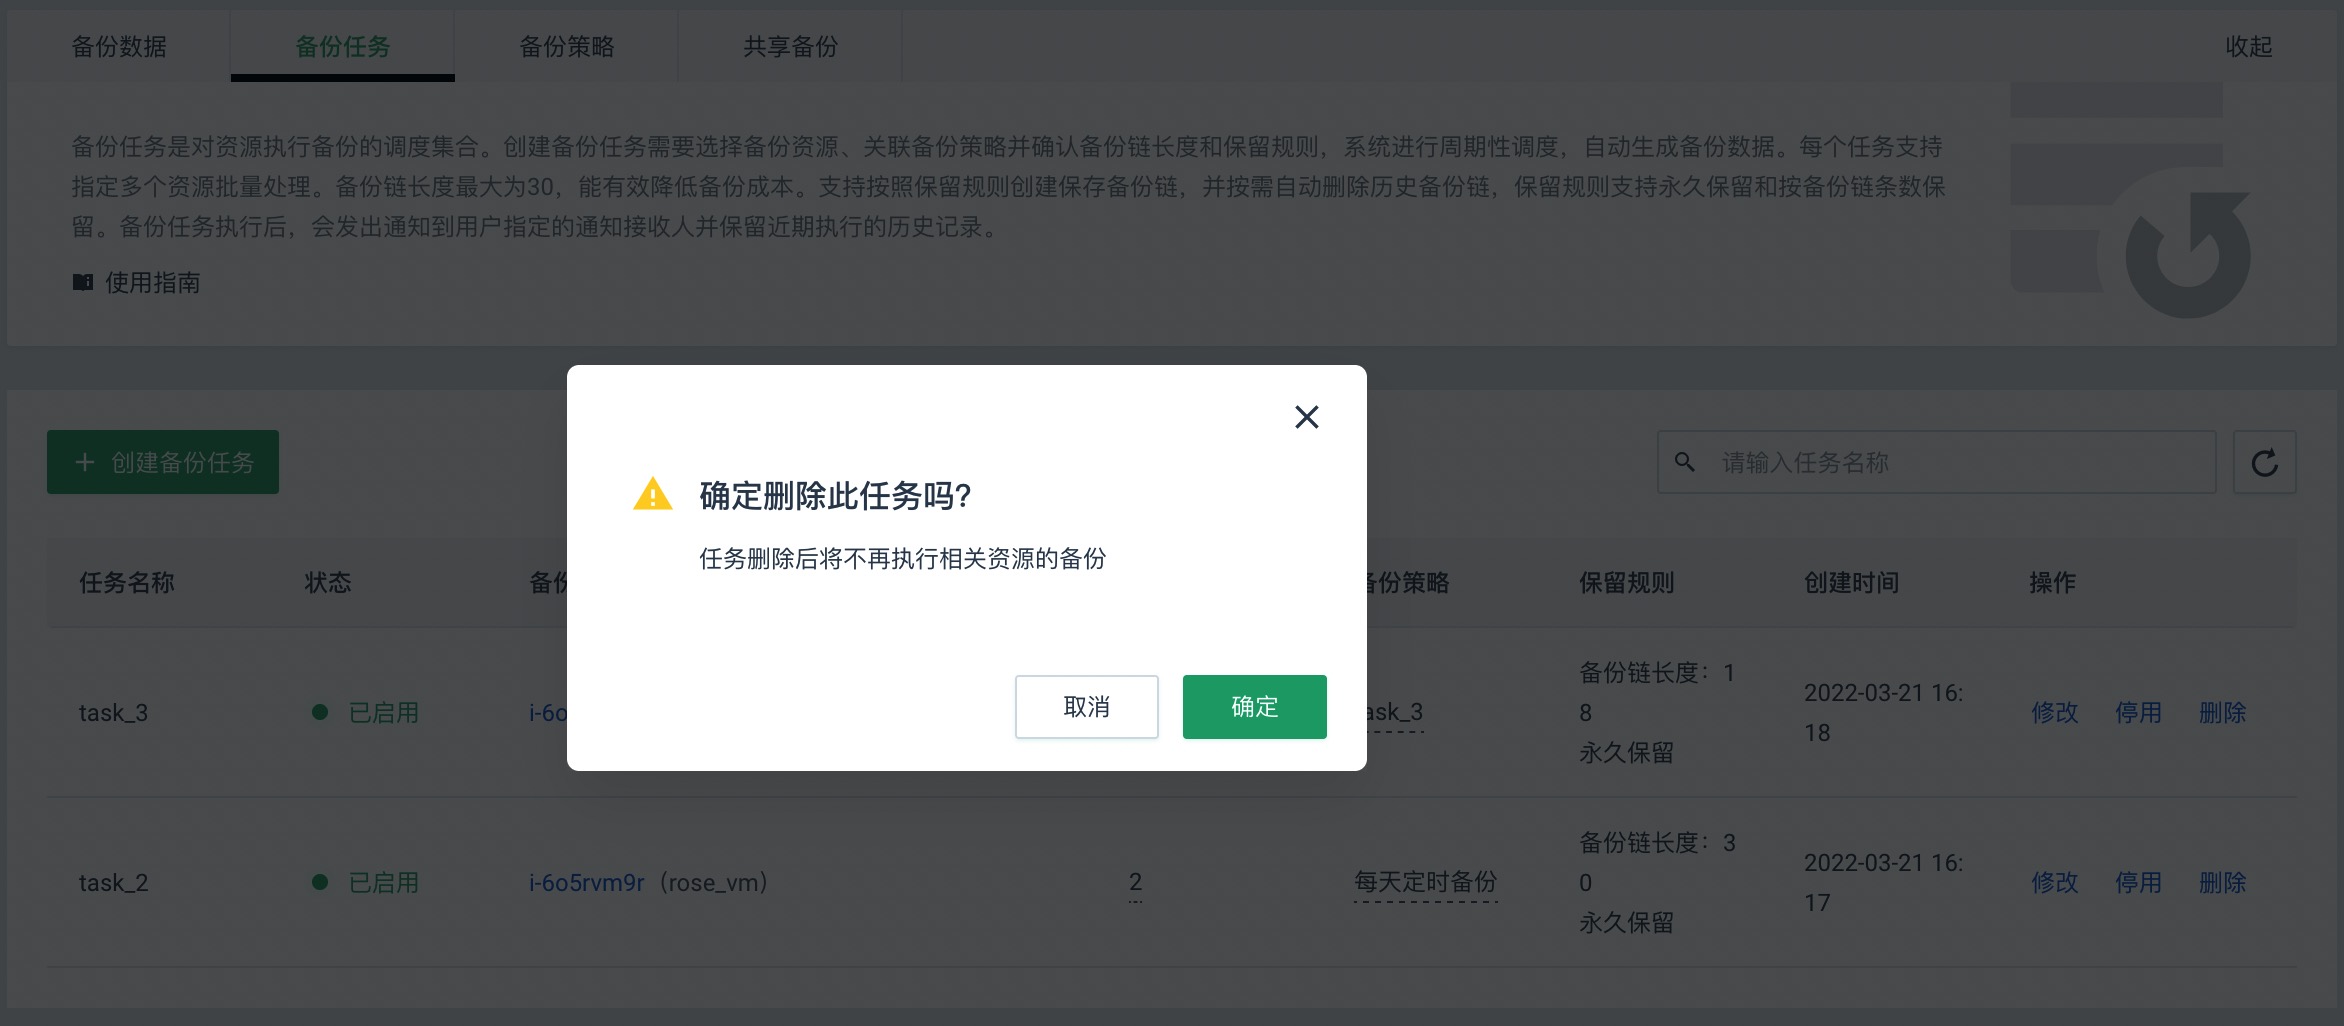 备份数据
备份任务
备份策略
共享备份
收起
备份任务是对资源执行备份的调度集合。创建备份任务需要选择备份资源、关联备份策略并确认备份链长度和保留规则，系统进行周期性调度，自动生成备份数据。每个任务支持
指定多个资源批量处理。备份链长度最大为30，能有效降低备份成本。支持按照保留规则创建保存备份链，并按需自动删除历史备份链，保留规则支持永久保留和按备份链条数保
留。备份任务执行后，会发出通知到用户指定的通知接收人并保留近期执行的历史记录。
使用指南
创建备份任务
请输入任务名称
确定删除此任务吗?
任务删除后将不再执行相关资源的备份
取消
确定
任务名称
状态
备份
备份策略
保留规则
创建时间
操作
task_3
已启用
i-6o
ask_3
备份链长度：1
8
永久保留
2022-03-21 16:
18
修改
停用
删除
task_2
已启用
i-6o5rvm9r（rose_vm）
2
每天定时备份
备份链长度：3
0
永久保留
2022-03-21 16:
17
修改
停用
删除